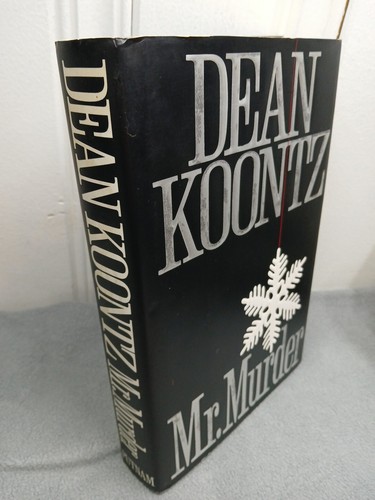 DEAN
KOONTZ
Mr. Murder
DEAN KOONTZ Mr. Murder
PUTNAM